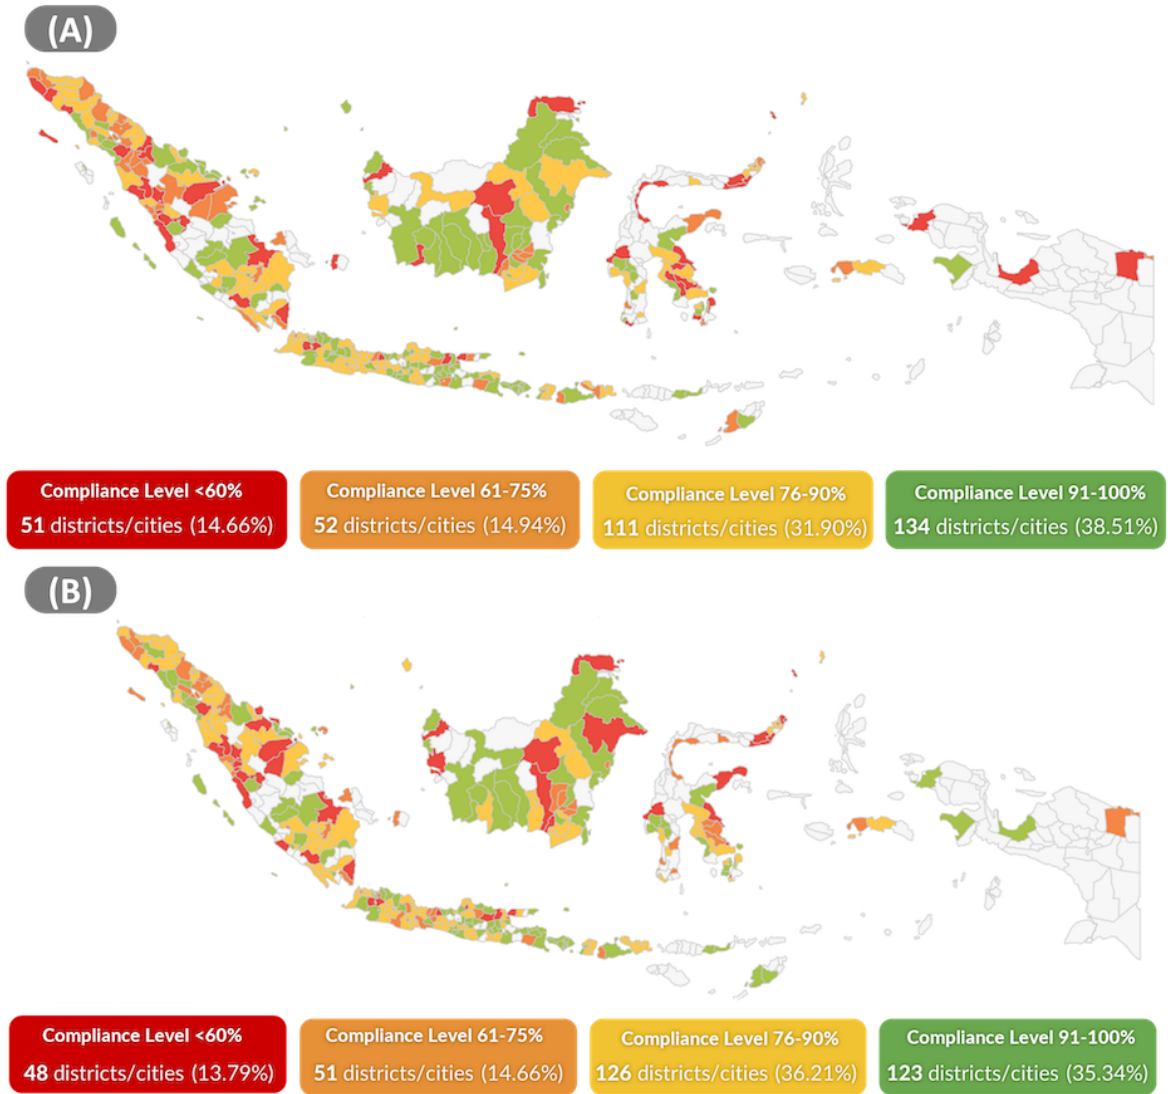 (A)
Compliance Level <60%
51 districts/cities (14.66%)
Compliance Level 61-75%
52 districts/cities (14.94%)
Compliance Level 76-90%
111 districts/cities (31.90%)
Compliance Level 91-100%
134 districts/cities (38.51%)
(B)
Compliance Level <60%
48 districts/cities (13.79%)
Compliance Level 61-75%
51 districts/cities (14.66%)
Compliance Level 76-90%
126 districts/cities (36.21%)
Compliance Level 91-100%
123 districts/cities (35.34%)